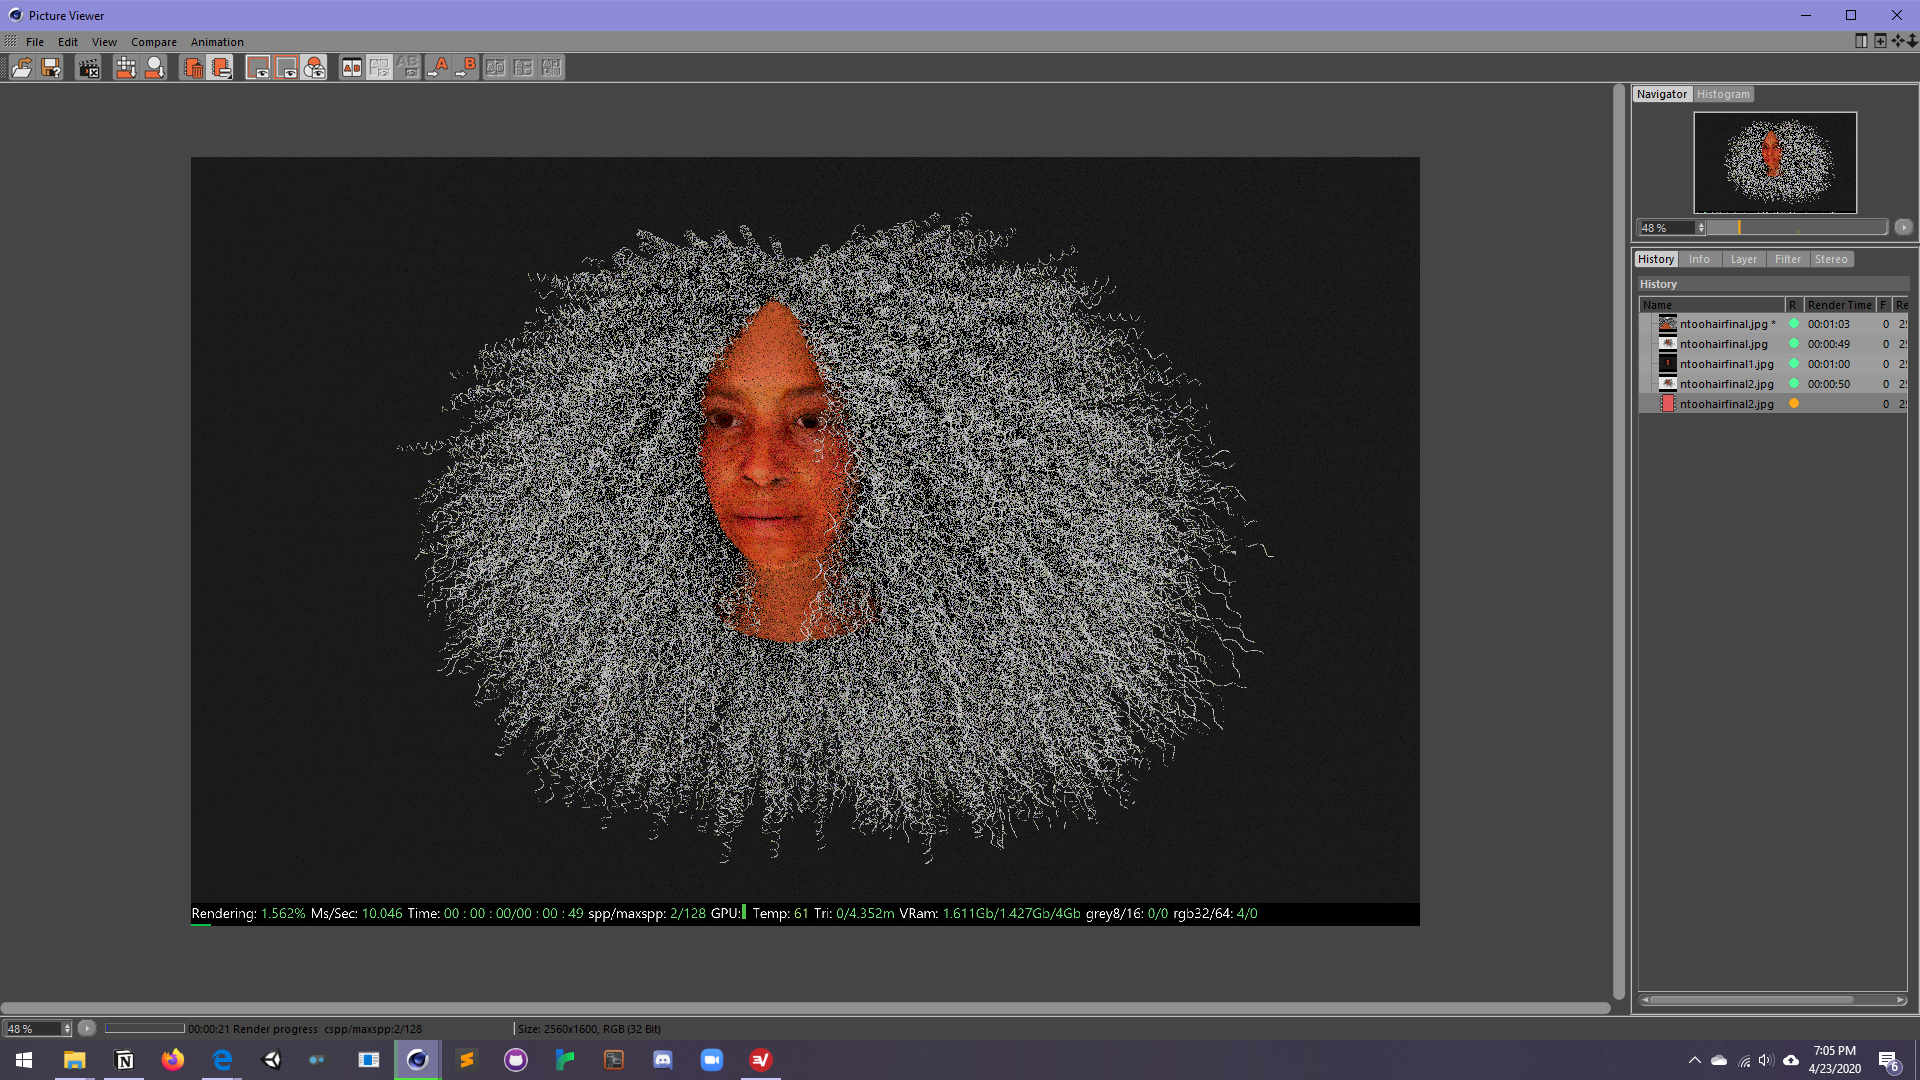 Picture Viewer
File Edit View Compare Animation
Navigator Histogram
48 %
History Info Layer Filter Stereo
History
Name R Render Time F Re
ntoohairfinal.jpg * 00:01:03 0
ntoohairfinal.jpg 00:00:49 0
ntoohairfinal1.jpg 00:01:00 0
ntoohairfinal2.jpg 00:00:50 0
ntoohairfinal2.jpg 0
Rendering: 1.562% Ms/Sec: 10.046 Time: 00 : 00 : 00/00 : 00 : 49 spp/maxspp: 2/128 GPU: Temp: 61 Tri: 0/4.352m VRam: 1.611Gb/1.427Gb/4Gb grey8/16: 0/0 rgb32/64: 4/0
48 % 00:00:21 Render progress cspp/maxspp:2/128 Size: 2560x1600, RGB (32 Bit)
7:05 PM
4/23/2020
6